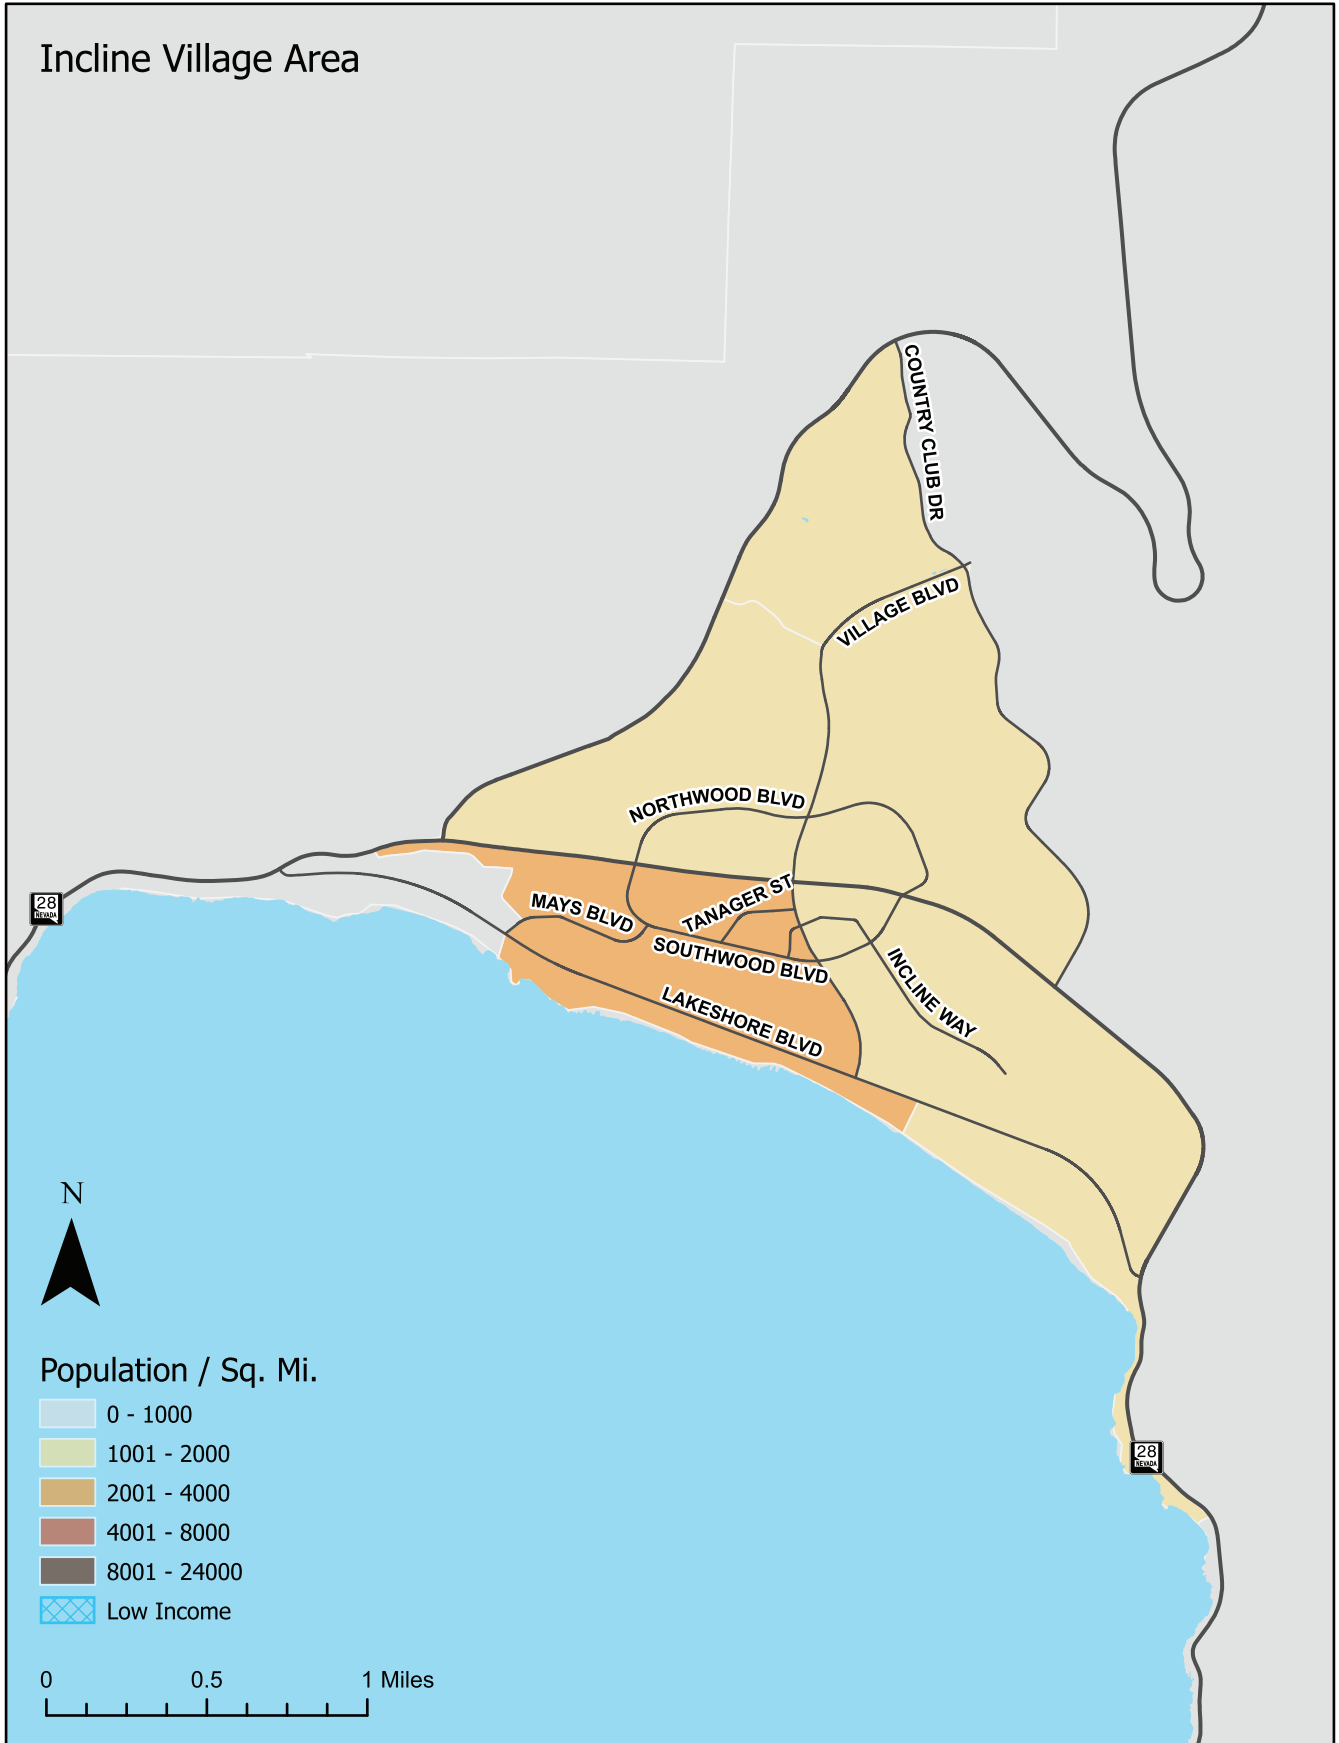 Incline Village Area
COUNTRY CLUB DR
VILLAGE BLVD
NORTHWOOD BLVD
28
NEVADA
MAYS BLVD
TANAGER ST
SOUTHWOOD BLVD
INCLINE WAY
LAKESHORE BLVD
N
Population / Sq. Mi.
0 - 1000
1001 - 2000
2001 - 4000
4001 - 8000
8001 - 24000
Low Income
28
NEVADA
0 0.5 1 Miles